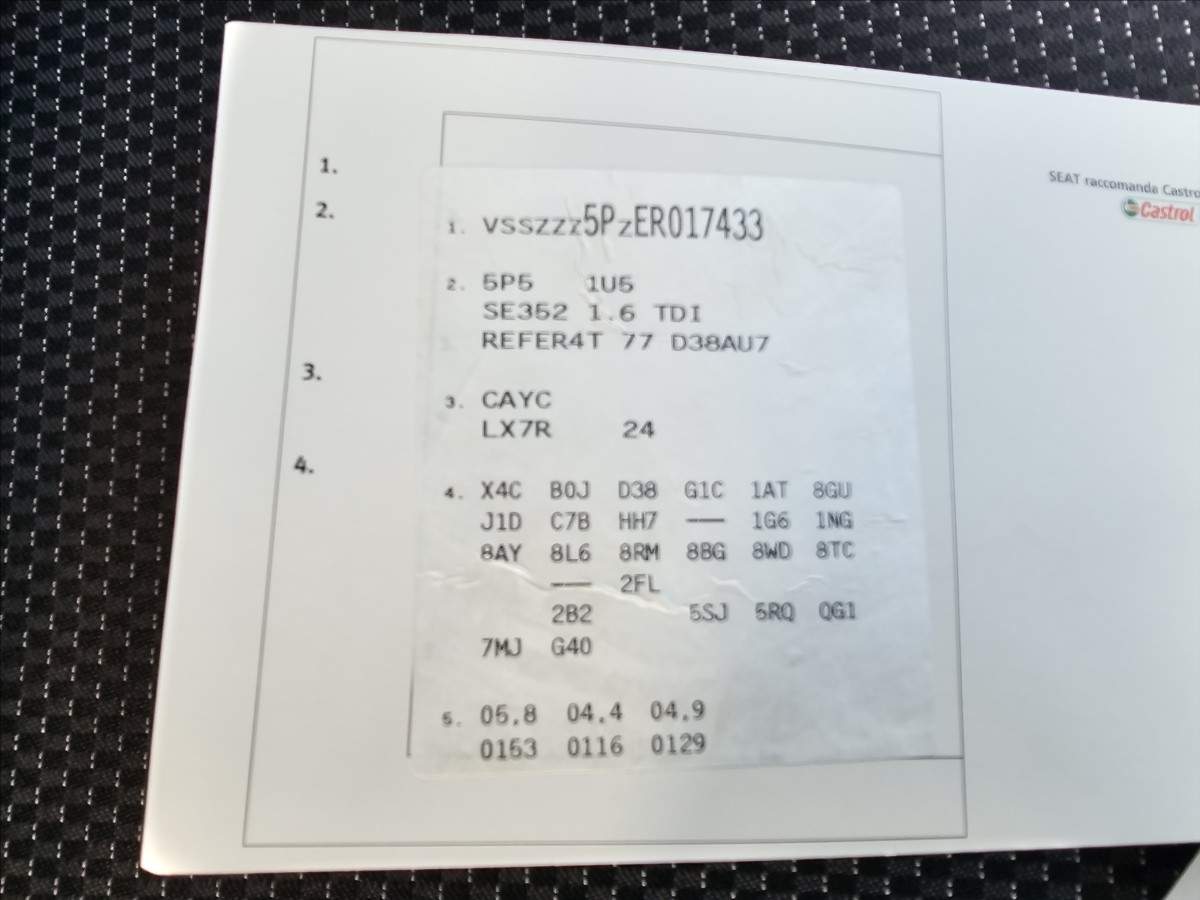 SEAT raccomanda Castro
Castrol
1.
2.
3.
4.
1. VSSZZZ5PZER017433
2. 5P5 1U5
SE352 1.6 TDI
REFER4T 77 D38AU7
3. CAYC
LX7R 24
4. X4C B0J D38 G1C 1AT 8GU
J1D C7B HH7 --- 1G6 1NG
8AY 8L6 8RM 8BG 8WD 8TC
--- 2FL
2B2 5SJ 5RQ QG1
7MJ G40
5. 05,8 04,4 04,9
0153 0116 0129